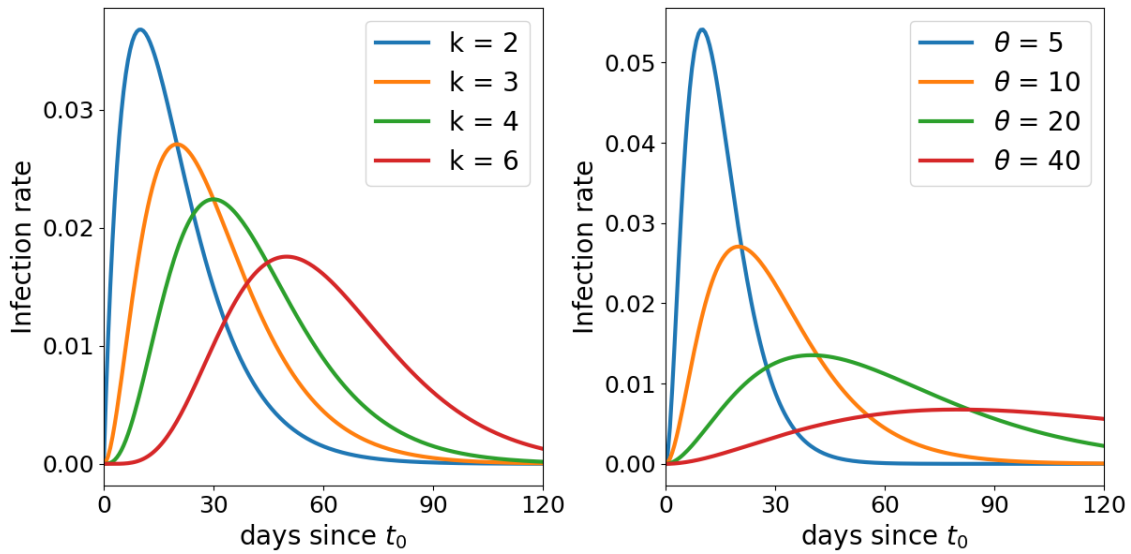 Infection rate
0.03
0.02
0.01
0.00
0
30
60
90
120
days since t₀
k = 2
k = 3
k = 4
k = 6
Infection rate
0.05
0.04
0.03
0.02
0.01
0.00
0
30
60
90
120
days since t₀
θ = 5
θ = 10
θ = 20
θ = 40